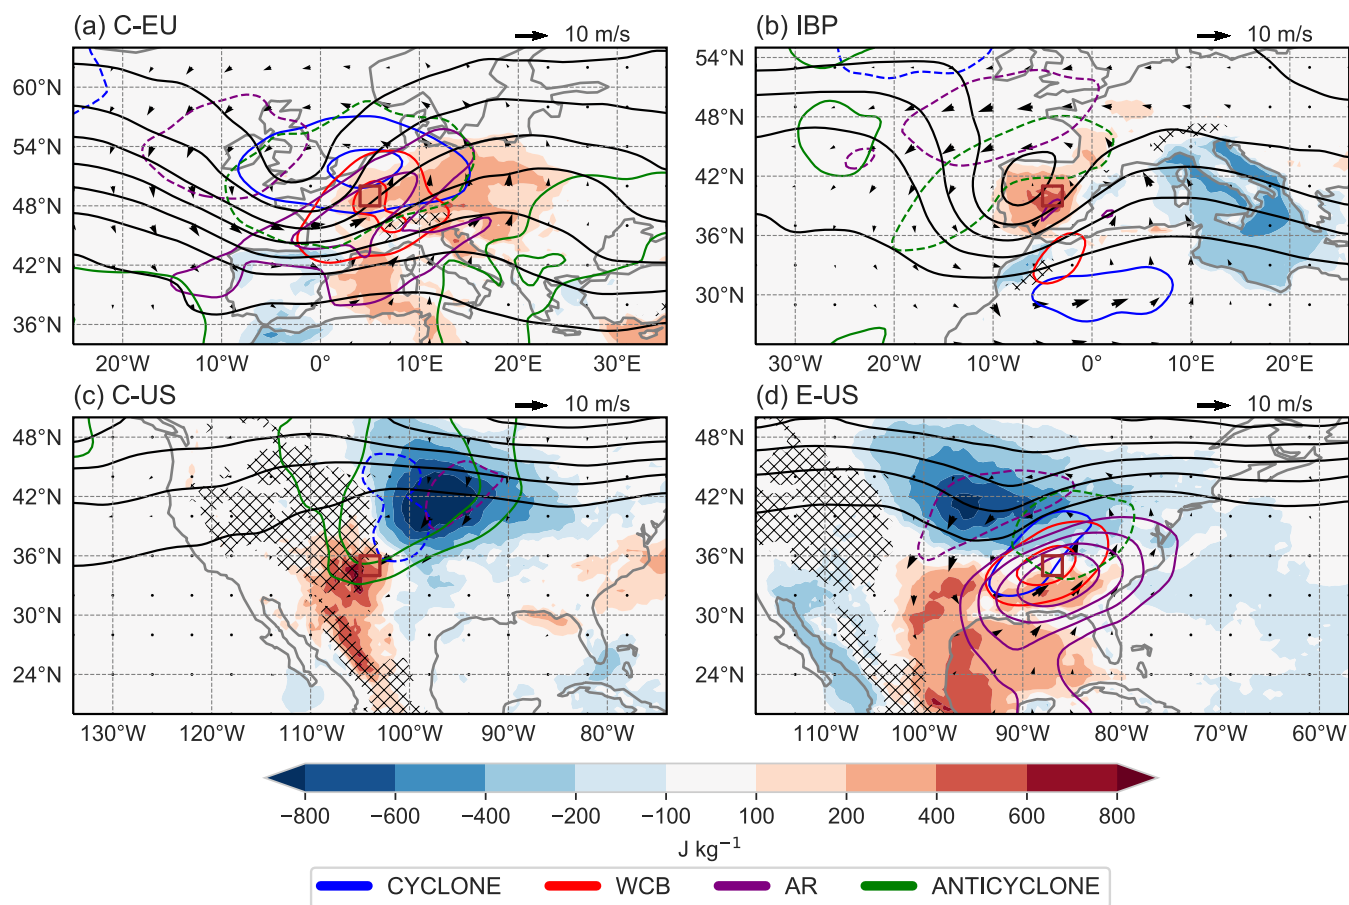 (a) C-EU
10 m/s
(b) IBP
10 m/s
60°N
54°N
48°N
42°N
36°N
20°W 10°W 0° 10°E 20°E 30°E
54°N
48°N
42°N
36°N
30°N
30°W 20°W 10°W 0° 10°E 20°E
(c) C-US
10 m/s
(d) E-US
10 m/s
48°N
42°N
36°N
30°N
24°N
130°W 120°W 110°W 100°W 90°W 80°W
48°N
42°N
36°N
30°N
24°N
110°W 100°W 90°W 80°W 70°W 60°W
−800 −600 −400 −200 −100 100 200 400 600 800
J kg⁻¹
CYCLONE WCB AR ANTICYCLONE